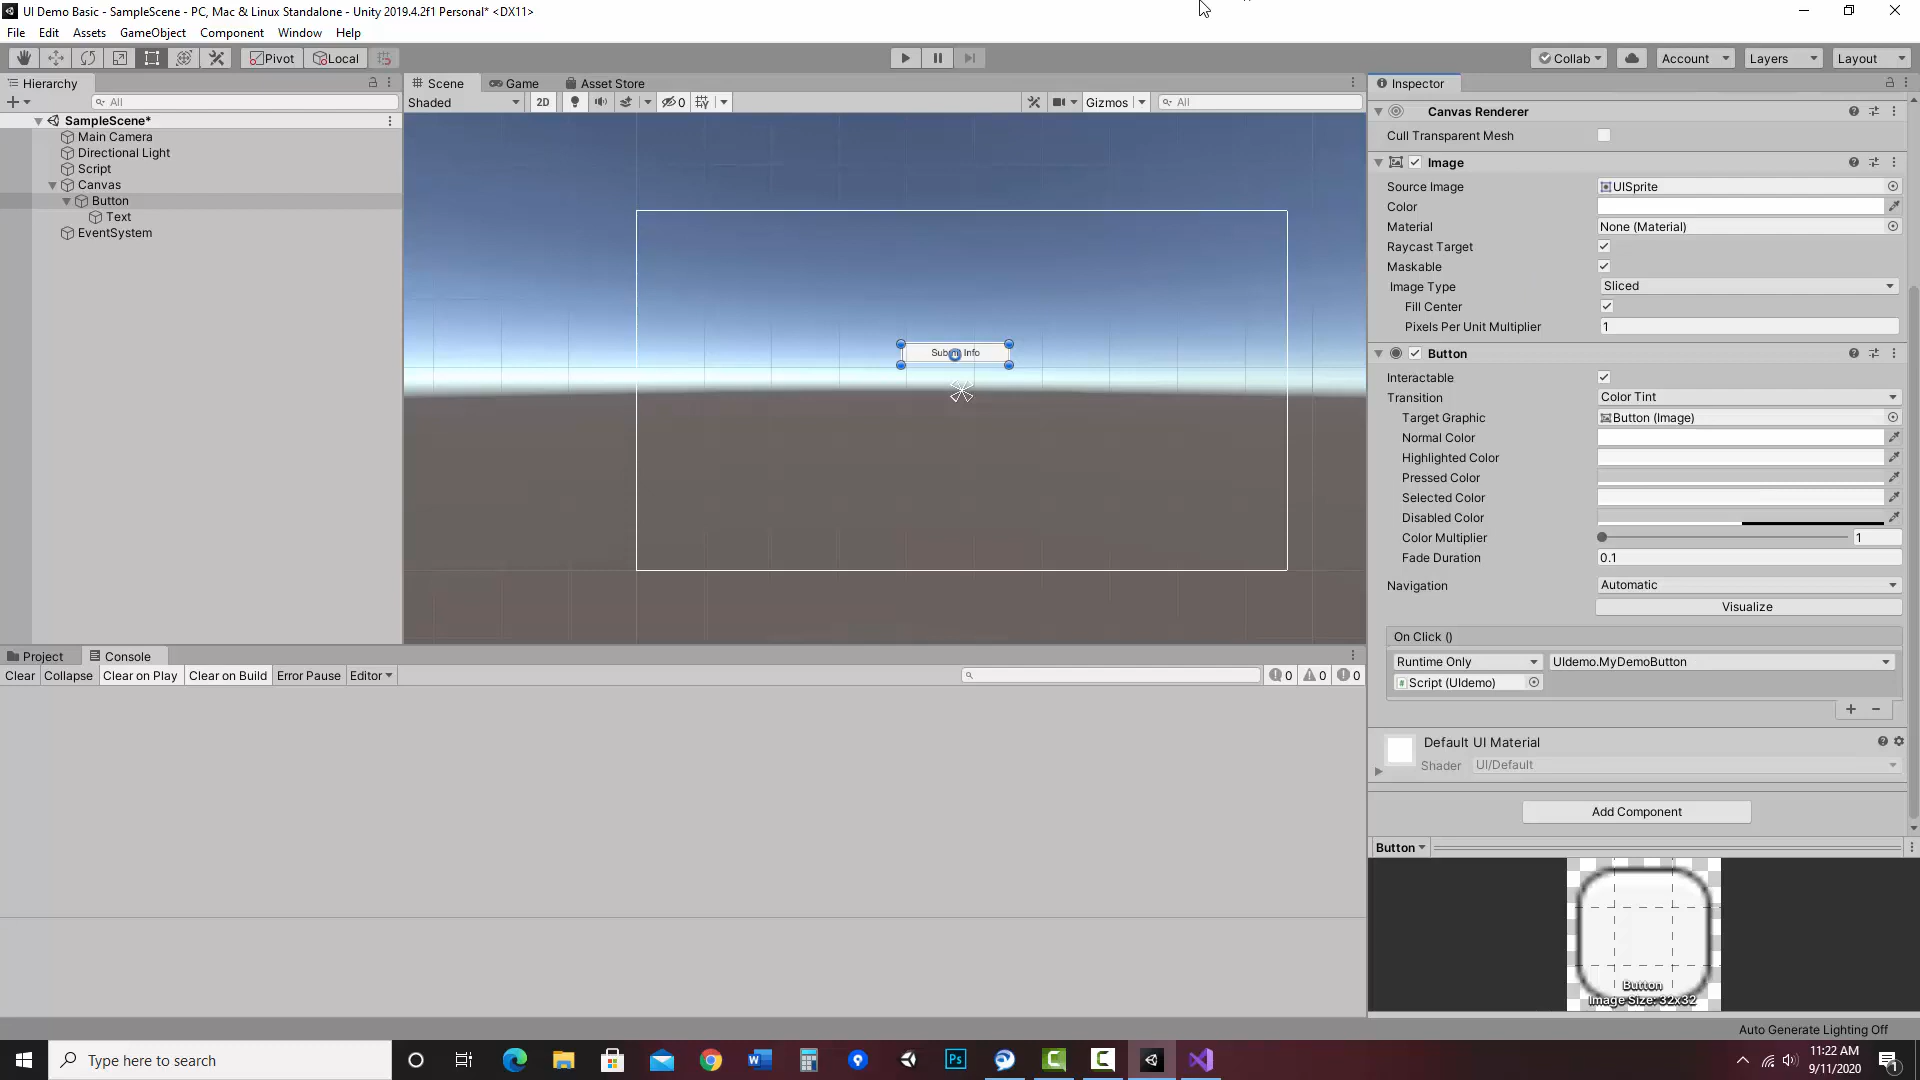 UI Demo Basic - SampleScene - PC, Mac & Linux Standalone - Unity 2019.4.2f1 Personal* <DX11>
File Edit Assets GameObject Component Window Help
Pivot Local Collab Account Layers Layout
Hierarchy
All
SampleScene*
Main Camera
Directional Light
Script
Canvas
Button
Text
EventSystem
Scene Game Asset Store
Shaded 2D 0 Gizmos All
Submit Info
Inspector
Canvas Renderer
Cull Transparent Mesh
Image
Source Image UISprite
Color
Material None (Material)
Raycast Target
Maskable
Image Type Sliced
Fill Center
Pixels Per Unit Multiplier 1
Button
Interactable
Transition Color Tint
Target Graphic Button (Image)
Normal Color
Highlighted Color
Pressed Color
Selected Color
Disabled Color
Color Multiplier 1
Fade Duration 0.1
Navigation Automatic
Visualize
On Click ()
Runtime Only UIdemo.MyDemoButton
Script (UIdemo)
+ −
Default UI Material
Shader UI/Default
Add Component
Button
Button
Image Size: 32x32
Project Console
Clear Collapse Clear on Play Clear on Build Error Pause Editor 0 0 0
Auto Generate Lighting Off
Type here to search
11:22 AM
9/11/2020
1